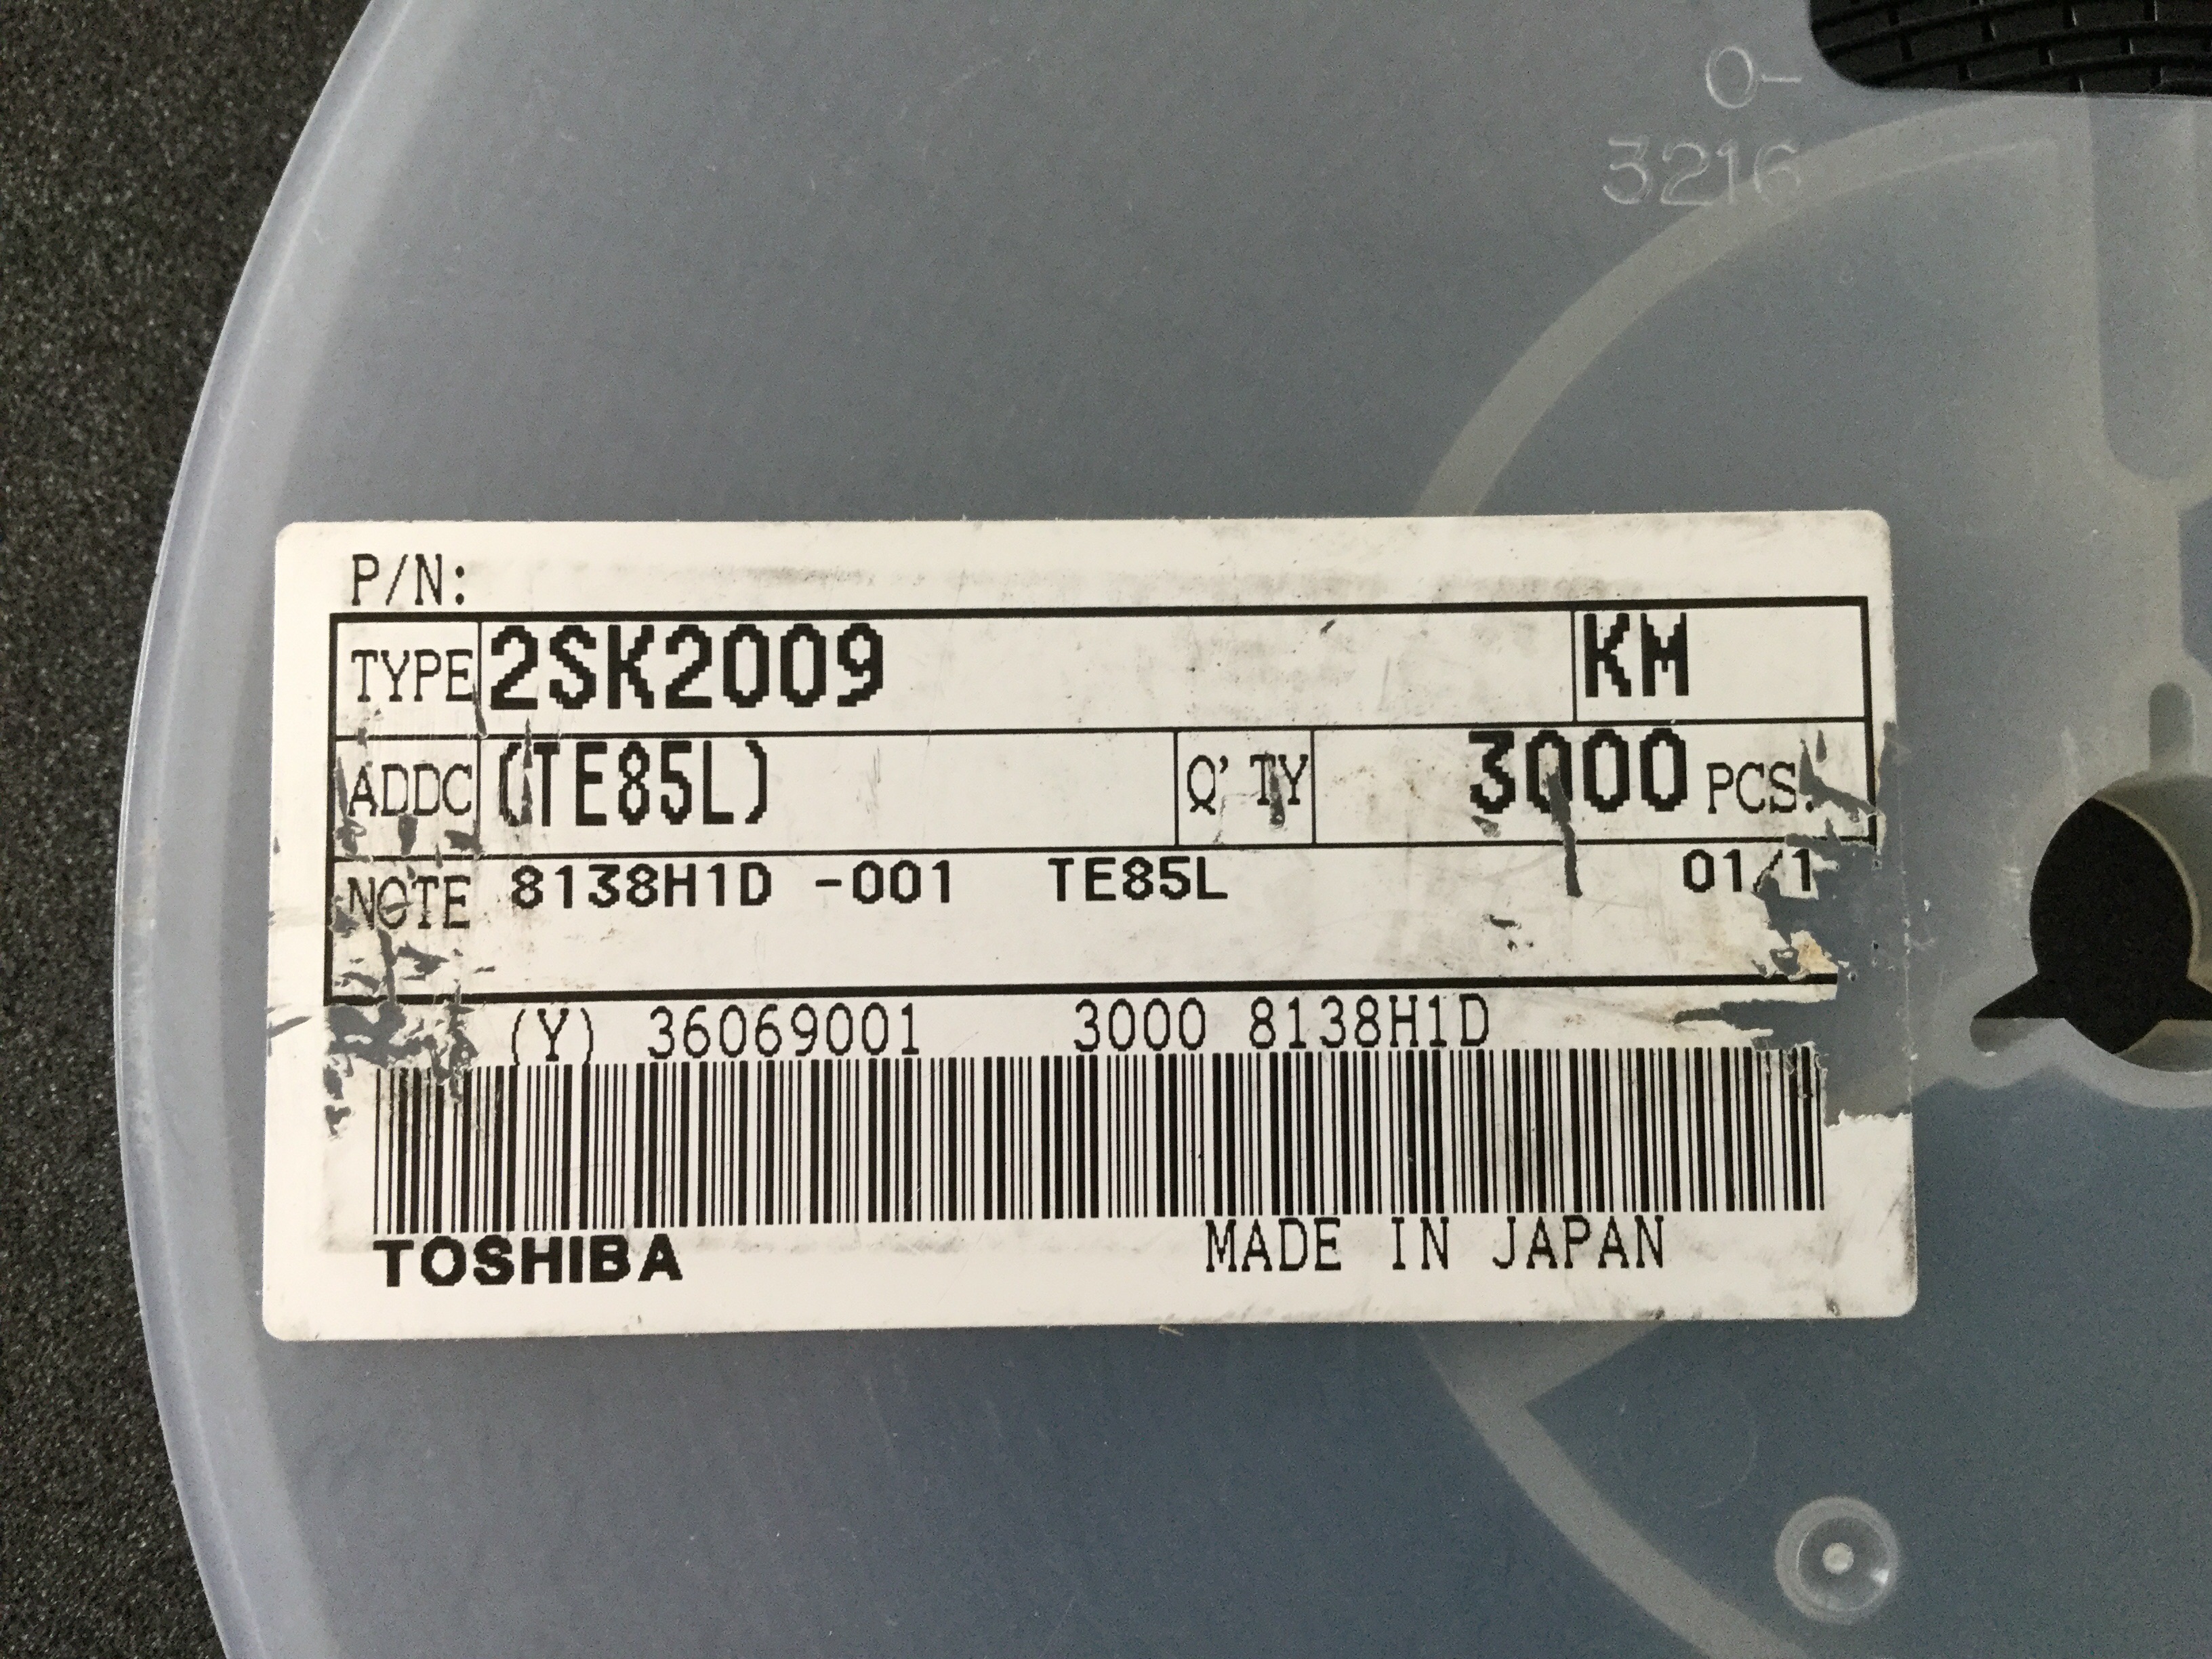 O-
3216
P/N:
TYPE 2SK2009 KM
ADDC (TE85L) Q'TY 3000 PCS.
NOTE 8138H1D -001 TE85L 01/1
(Y) 36069001 3000 8138H1D
TOSHIBA MADE IN JAPAN